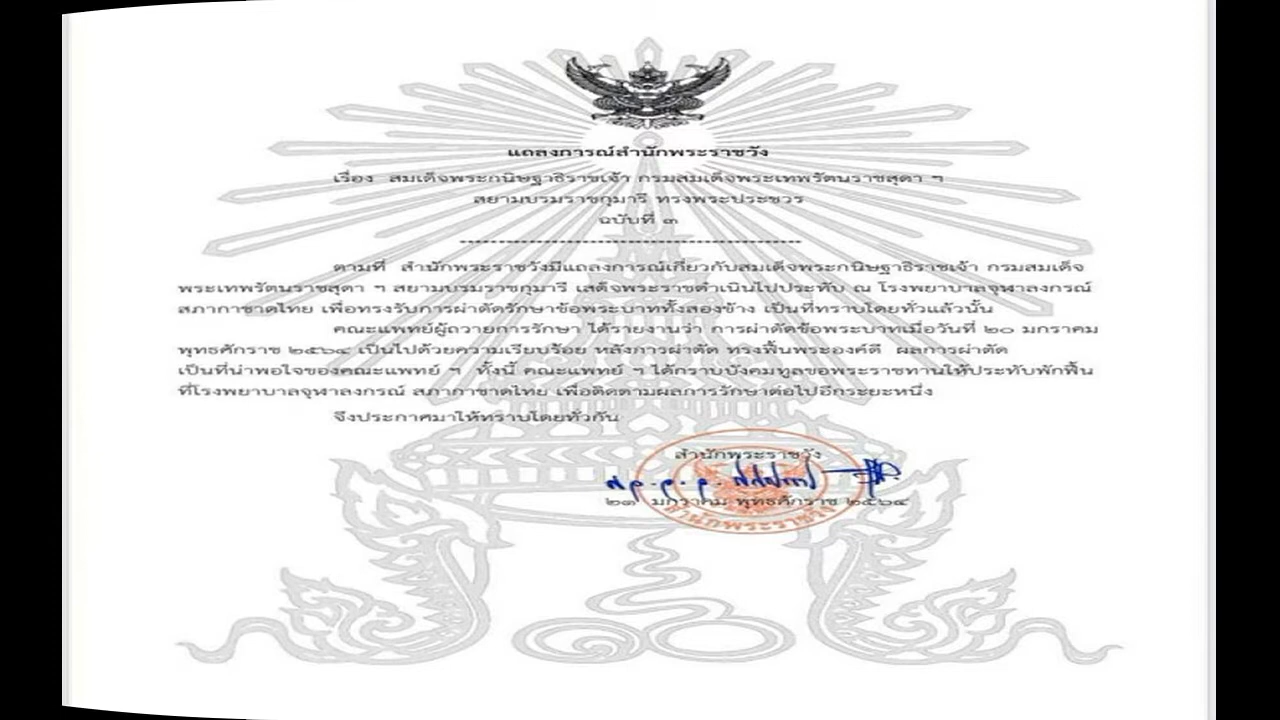 แถลงการณ์สำนักพระราชวัง
เรื่อง สมเด็จพระกนิษฐาธิราชเจ้า กรมสมเด็จพระเทพรัตนราชสุดา ฯ
สยามบรมราชกุมารี ทรงพระประชวร
ฉบับที่ ๓
ตามที่ สำนักพระราชวังมีแถลงการณ์เกี่ยวกับสมเด็จพระกนิษฐาธิราชเจ้า กรมสมเด็จ
พระเทพรัตนราชสุดา ฯ สยามบรมราชกุมารี เสด็จพระราชดำเนินไปประทับ ณ โรงพยาบาลจุฬาลงกรณ์
สภากาชาดไทย เพื่อทรงรับการผ่าตัดรักษาข้อพระบาททั้งสองข้าง เป็นที่ทราบโดยทั่วแล้วนั้น
คณะแพทย์ผู้ถวายการรักษา ได้รายงานว่า การผ่าตัดข้อพระบาทเมื่อวันที่ ๒๐ มกราคม
พุทธศักราช ๒๕๖๔ เป็นไปด้วยความเรียบร้อย หลังการผ่าตัด ทรงฟื้นพระองค์ดี ผลการผ่าตัด
เป็นที่น่าพอใจของคณะแพทย์ ฯ ทั้งนี้ คณะแพทย์ ฯ ได้กราบบังคมทูลขอพระราชทานให้ประทับพักฟื้น
ที่โรงพยาบาลจุฬาลงกรณ์ สภากาชาดไทย เพื่อติดตามผลการรักษาต่อไปอีกระยะหนึ่ง
จึงประกาศมาให้ทราบโดยทั่วกัน
สำนักพระราชวัง
๒๓ มกราคม พุทธศักราช ๒๕๖๔
สำนักพระราชวัง